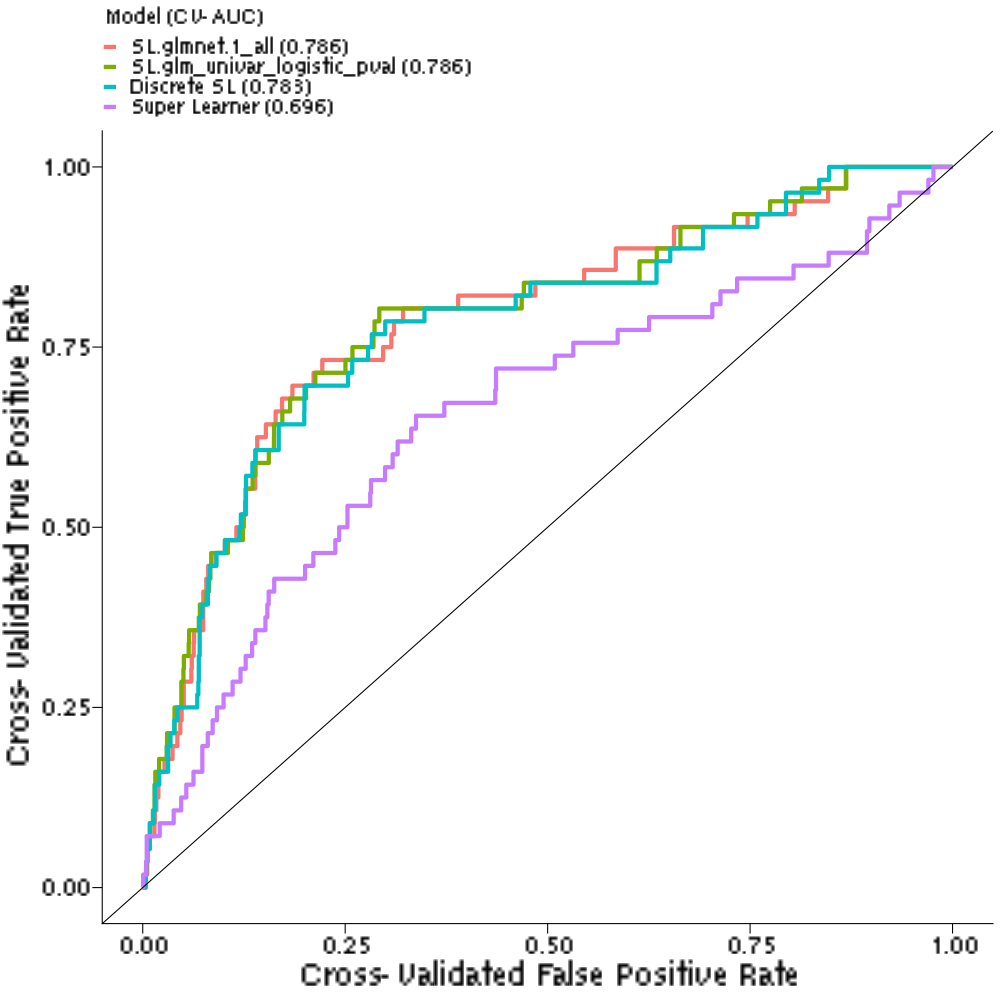 Model (CV-AUC)
SL.glmnet.1_all (0.786)
SL.glm_univar_logistic_pval (0.786)
Discrete SL (0.783)
Super Learner (0.696)
1.00
0.75
0.50
0.25
0.00
Cross-Validated True Positive Rate
0.00 0.25 0.50 0.75 1.00
Cross-Validated False Positive Rate